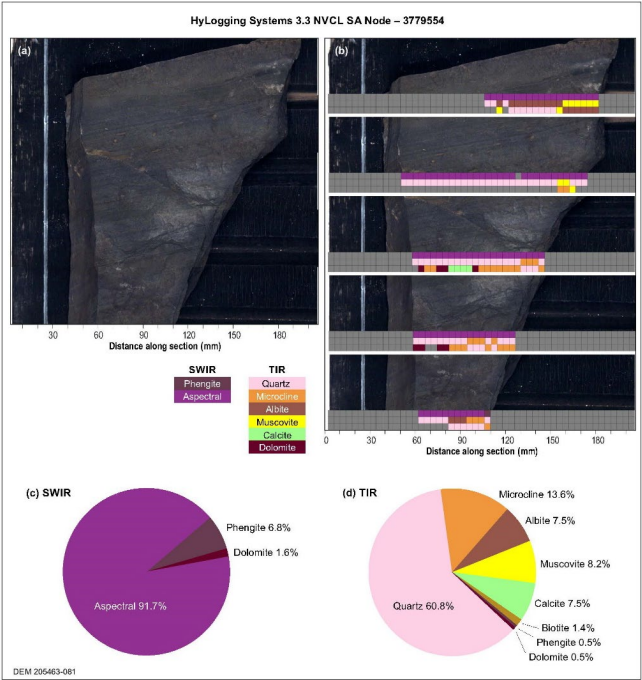 HyLogging Systems 3.3 NVCL SA Node – 3779554
(a)
(b)
30 60 90 120 150 180
Distance along section (mm)
0 30 60 90 120 150 180
Distance along section (mm)
SWIR
Phengite
Aspectral
TIR
Quartz
Microcline
Albite
Muscovite
Calcite
Dolomite
(c) SWIR
Phengite 6.8%
Dolomite 1.6%
Aspectral 91.7%
(d) TIR
Microcline 13.6%
Albite 7.5%
Muscovite 8.2%
Calcite 7.5%
Biotite 1.4%
Phengite 0.5%
Dolomite 0.5%
Quartz 60.8%
DEM 205463-081